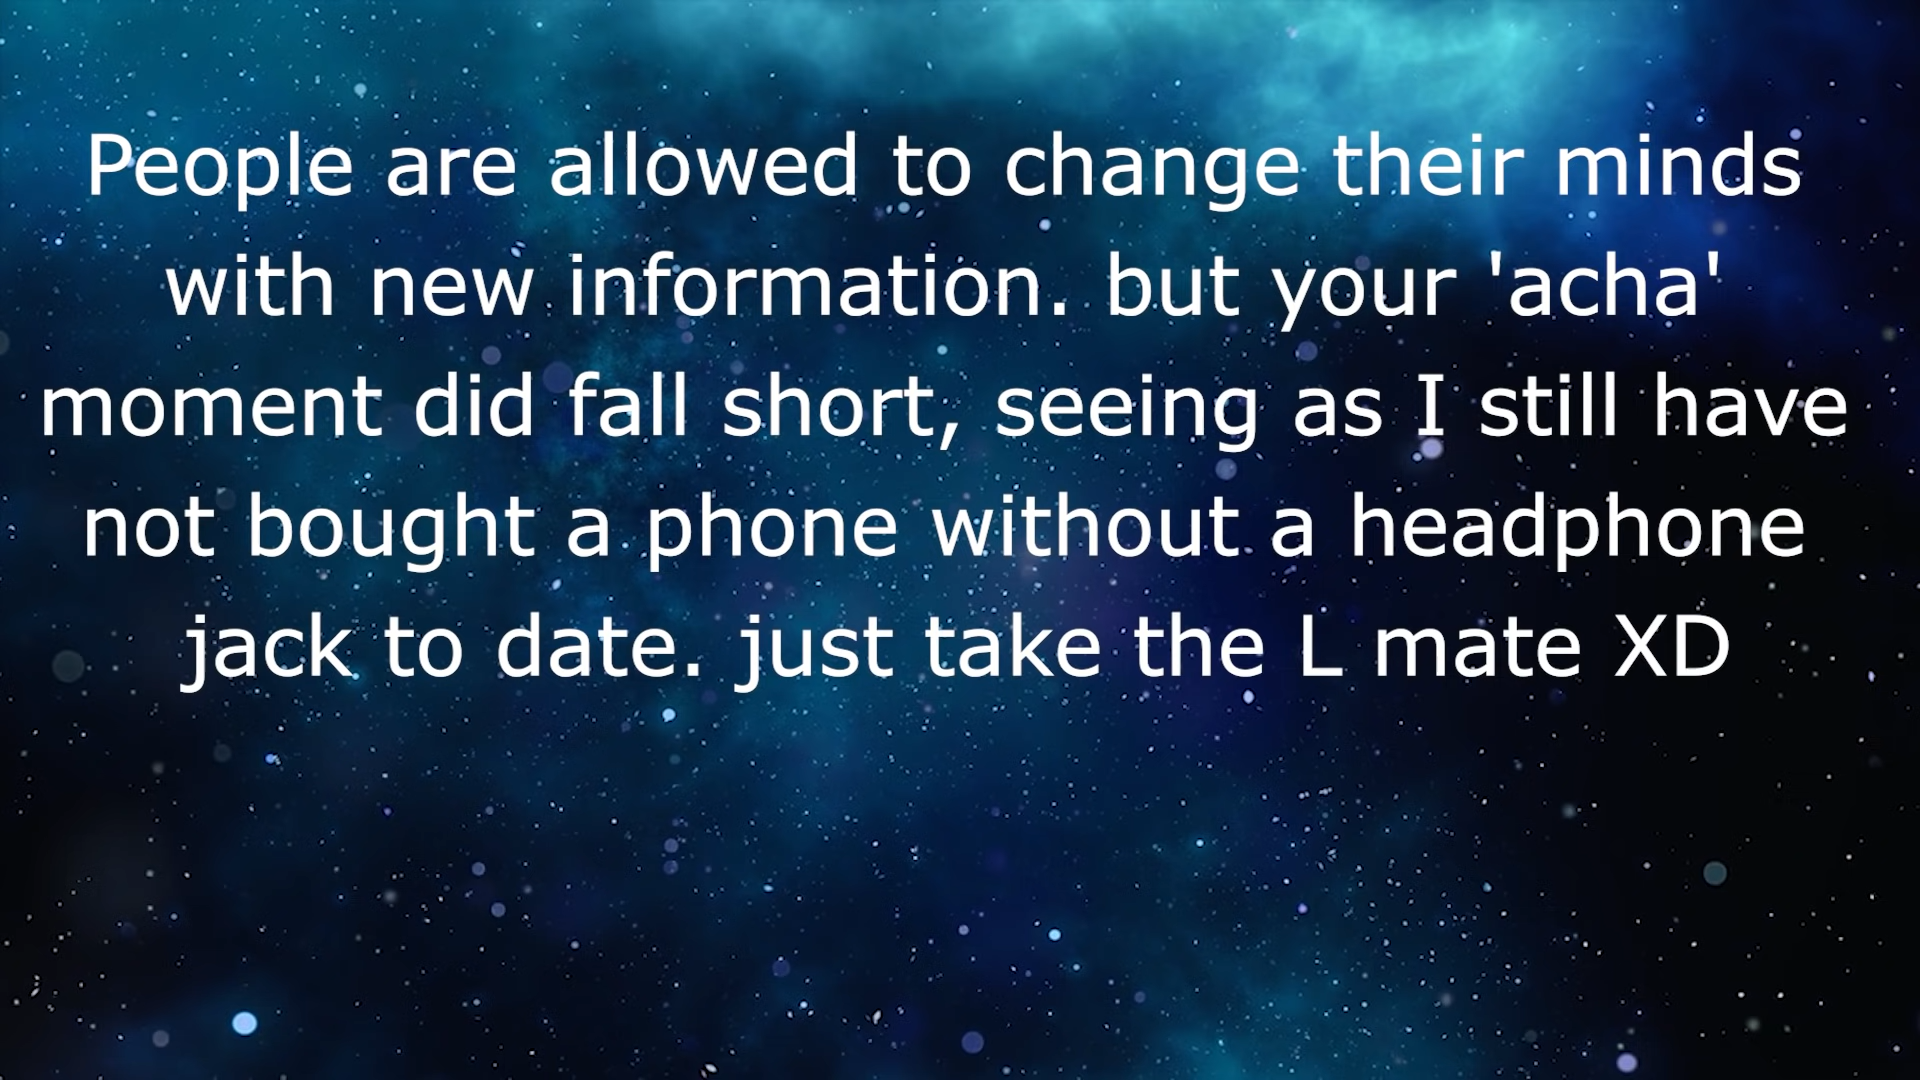 People are allowed to change their minds
with new information. but your 'acha'
moment did fall short, seeing as I still have
not bought a phone without a headphone
jack to date. just take the L mate XD